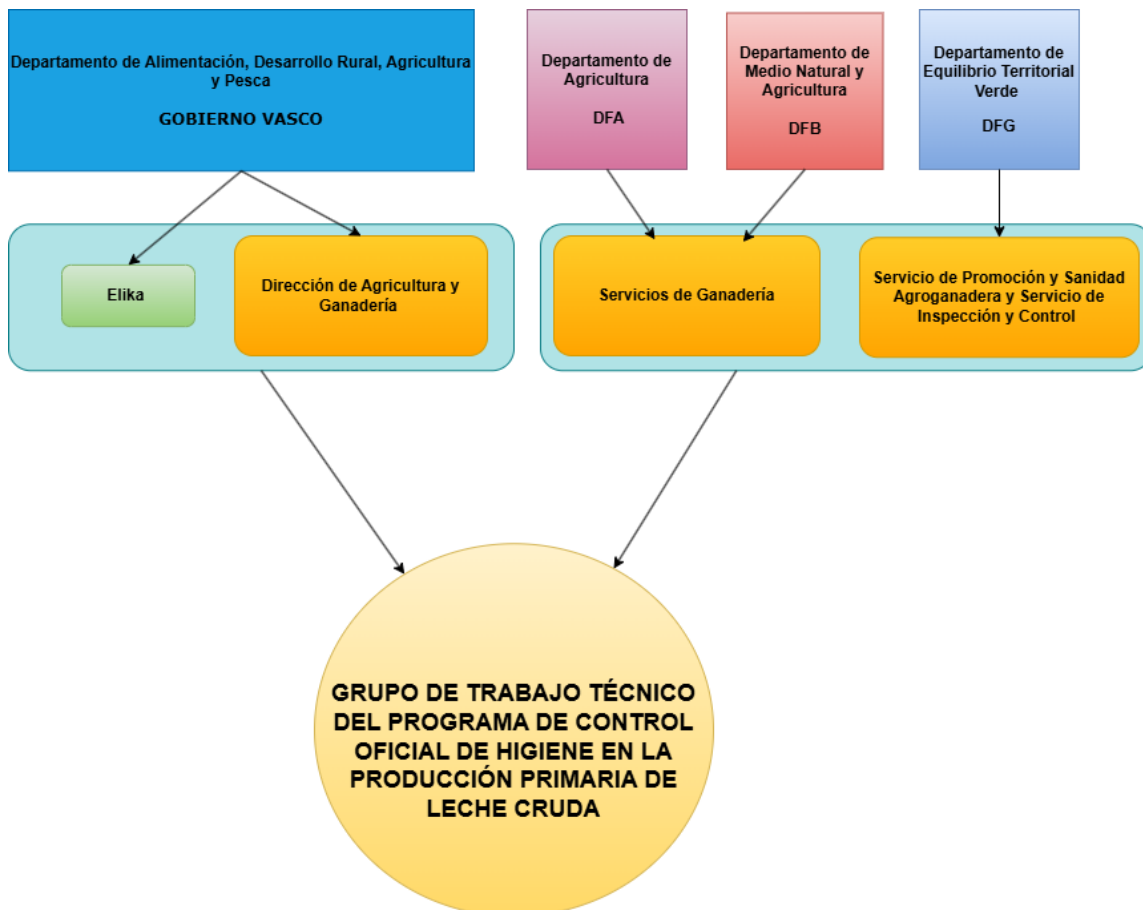 Departamento de Alimentación, Desarrollo Rural, Agricultura
y Pesca
GOBIERNO VASCO
Departamento de
Agricultura
DFA
Departamento de
Medio Natural y
Agricultura
DFB
Departamento de
Equilibrio Territorial
Verde
DFG
Elika
Dirección de Agricultura y
Ganadería
Servicios de Ganadería
Servicio de Promoción y Sanidad
Agroganadera y Servicio de
Inspección y Control
GRUPO DE TRABAJO TÉCNICO
DEL PROGRAMA DE CONTROL
OFICIAL DE HIGIENE EN LA
PRODUCCIÓN PRIMARIA DE
LECHE CRUDA